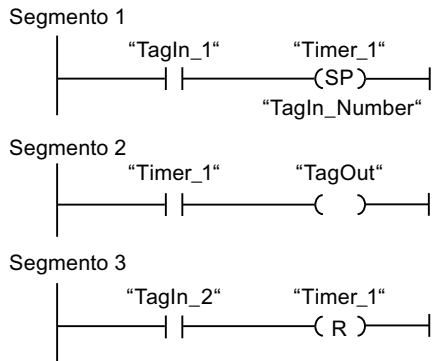 Segmento 1
“TagIn_1“ “Timer_1“
SP
“TagIn_Number“
Segmento 2
“Timer_1“ “TagOut“
Segmento 3
“TagIn_2“ “Timer_1“
R